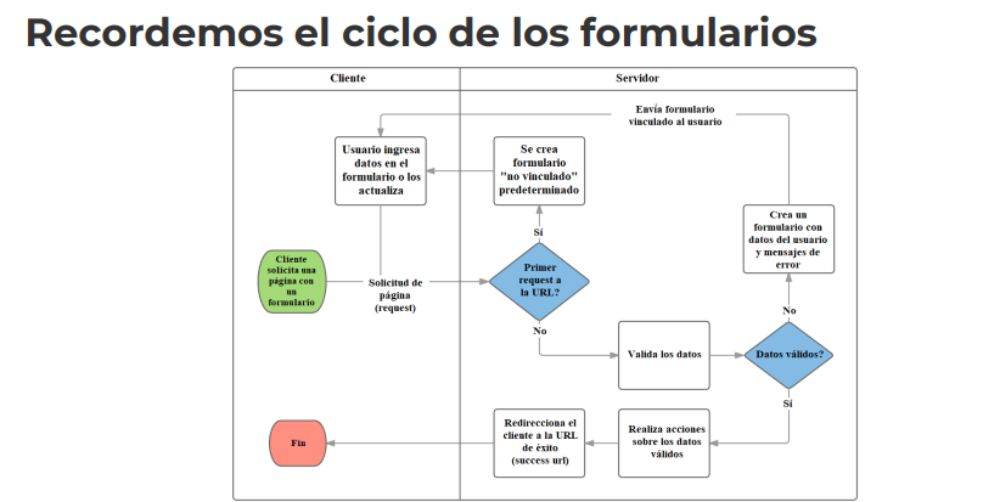 Recordemos el ciclo de los formularios
Cliente
Servidor
Envía formulario
vinculado al usuario
Usuario ingresa
datos en el
formulario o los
actualiza
Se crea
formulario
"no vinculado"
predeterminado
Crea un
formulario con
datos del usuario
y mensajes de
error
Sí
Cliente
solicita una
página con
un
formulario
Solicitud de
página
(request)
Primer
request a
la URL?
No
No
Valida los datos
Datos válidos?
Sí
Redirecciona el
cliente a la URL
de éxito
(success url)
Realiza acciones
sobre los datos
válidos
Fin